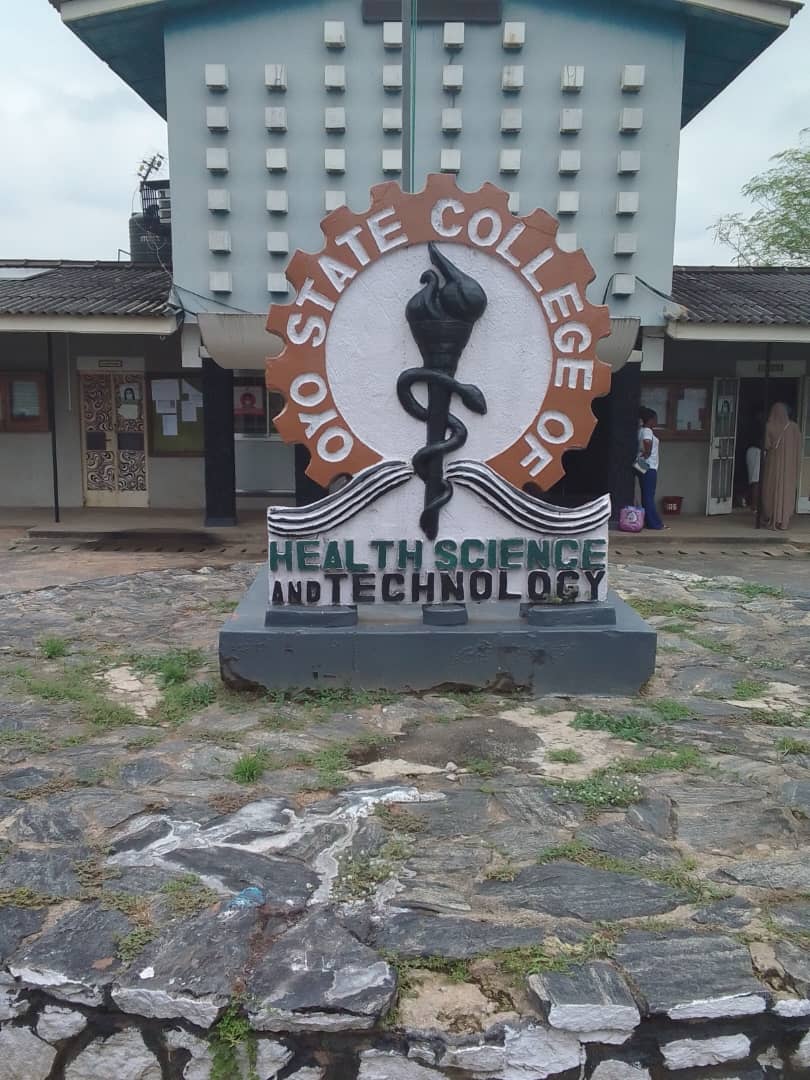 OYO STATE COLLEGE OF
HEALTH SCIENCE
AND TECHNOLOGY